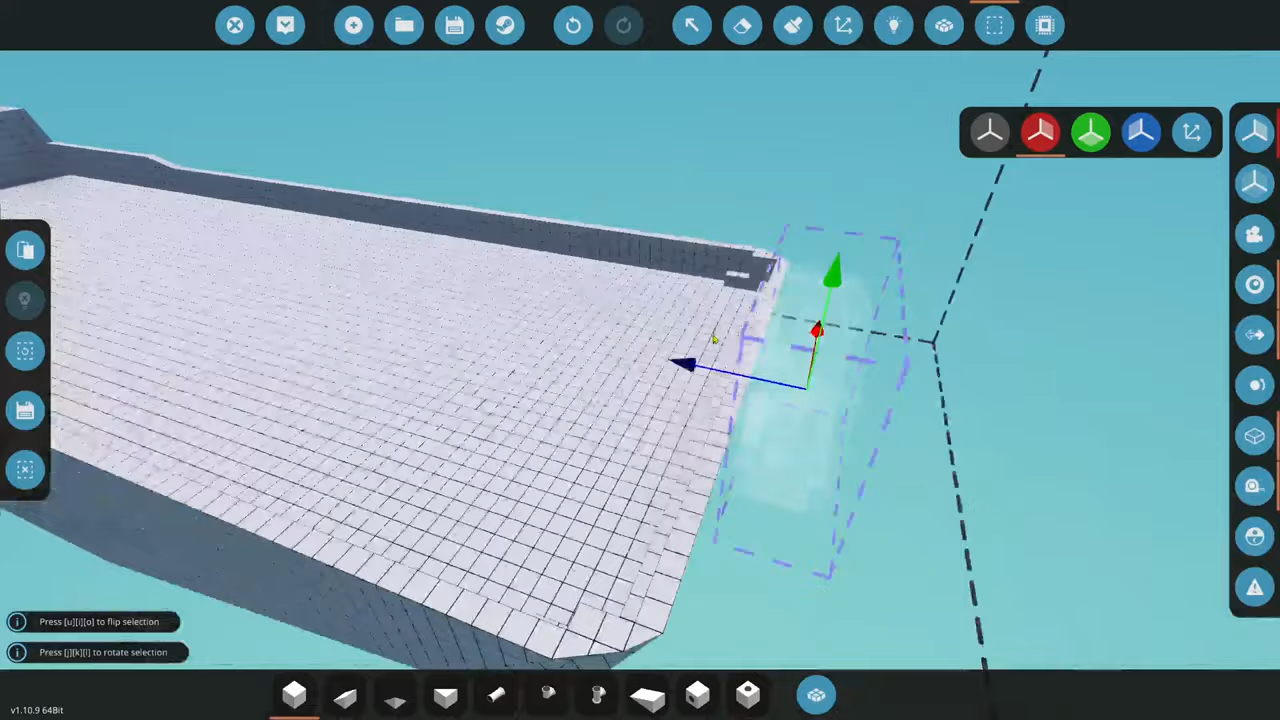 Press [u][i][o] to flip selection
Press [j][k][l] to rotate selection
v1.10.9 64Bit